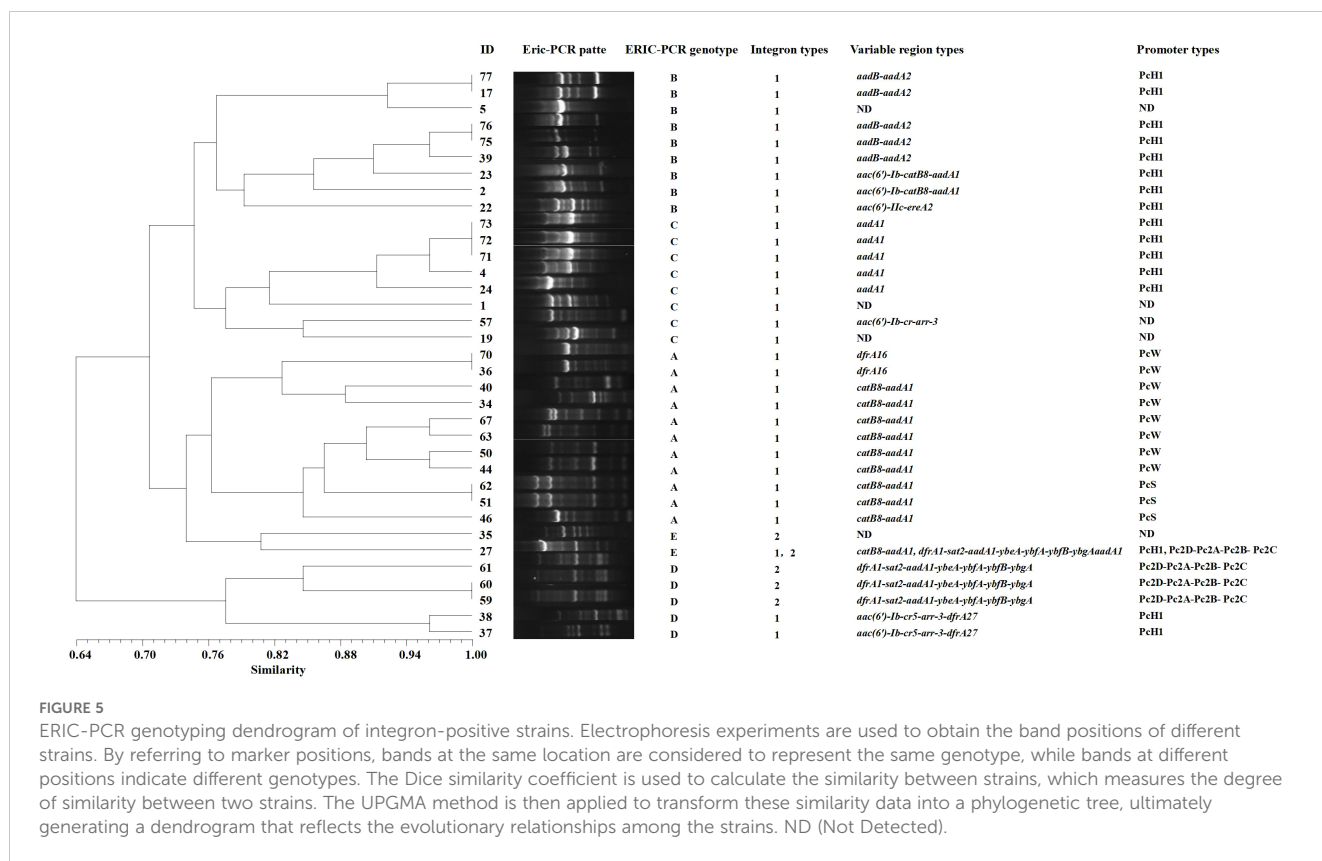 ID Eric-PCR patte ERIC-PCR genotype Integron types Variable region types Promoter types
77 B 1 aadB-aadA2 PcH1
17 B 1 aadB-aadA2 PcH1
5 B 1 ND ND
76 B 1 aadB-aadA2 PcH1
75 B 1 aadB-aadA2 PcH1
39 B 1 aadB-aadA2 PcH1
23 B 1 aac(6')-Ib-catB8-aadA1 PcH1
2 B 1 aac(6')-Ib-catB8-aadA1 PcH1
22 B 1 aac(6')-IIc-ereA2 PcH1
73 C 1 aadA1 PcH1
72 C 1 aadA1 PcH1
71 C 1 aadA1 PcH1
4 C 1 aadA1 PcH1
24 C 1 aadA1 PcH1
1 C 1 ND ND
57 C 1 aac(6')-Ib-cr-arr-3 ND
19 C 1 ND ND
70 A 1 dfrA16 PcW
36 A 1 dfrA16 PcW
40 A 1 catB8-aadA1 PcW
34 A 1 catB8-aadA1 PcW
67 A 1 catB8-aadA1 PcW
63 A 1 catB8-aadA1 PcW
50 A 1 catB8-aadA1 PcW
44 A 1 catB8-aadA1 PcW
62 A 1 catB8-aadA1 PcS
51 A 1 catB8-aadA1 PcS
46 A 1 catB8-aadA1 PcS
35 E 2 ND ND
27 E 1, 2 catB8-aadA1, dfrA1-sat2-aadA1-ybeA-ybfA-ybfB-ybgAaadA1 PcH1, Pc2D-Pc2A-Pc2B- Pc2C
61 D 2 dfrA1-sat2-aadA1-ybeA-ybfA-ybfB-ybgA Pc2D-Pc2A-Pc2B- Pc2C
60 D 2 dfrA1-sat2-aadA1-ybeA-ybfA-ybfB-ybgA Pc2D-Pc2A-Pc2B- Pc2C
59 D 2 dfrA1-sat2-aadA1-ybeA-ybfA-ybfB-ybgA Pc2D-Pc2A-Pc2B- Pc2C
38 D 1 aac(6')-Ib-cr5-arr-3-dfrA27 PcH1
37 D 1 aac(6')-Ib-cr5-arr-3-dfrA27 PcH1
0.64 0.70 0.76 0.82 0.88 0.94 1.00
Similarity
FIGURE 5
ERIC-PCR genotyping dendrogram of integron-positive strains. Electrophoresis experiments are used to obtain the band positions of different
strains. By referring to marker positions, bands at the same location are considered to represent the same genotype, while bands at different
positions indicate different genotypes. The Dice similarity coefficient is used to calculate the similarity between strains, which measures the degree
of similarity between two strains. The UPGMA method is then applied to transform these similarity data into a phylogenetic tree, ultimately
generating a dendrogram that reflects the evolutionary relationships among the strains. ND (Not Detected).